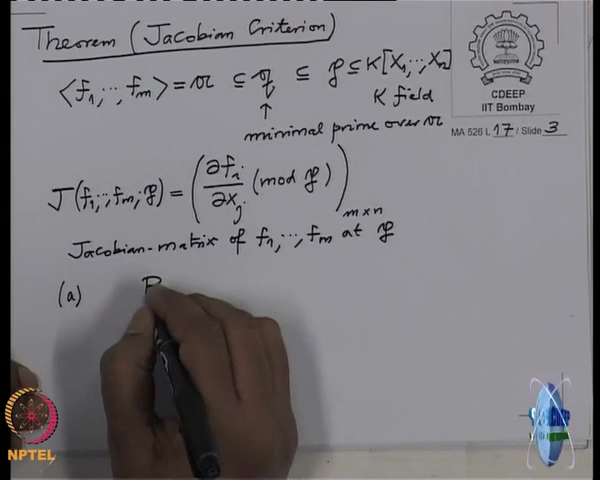 Theorem (Jacobian Criterion)
⟨f₁,⋯,fₘ⟩ = 𝔞 ⊆ 𝔮 ⊆ 𝔭 ⊆ K[X₁,⋯,Xₙ]
↑ K field
minimal prime over 𝔞
J(f₁,⋯,fₘ;𝔭) = (∂fᵢ/∂xⱼ (mod 𝔭))ₘₓₙ
Jacobian-matrix of f₁,⋯,fₘ at 𝔭
(a)
CDEEP
IIT Bombay
MA 526 L 17 / Slide 3
NPTEL